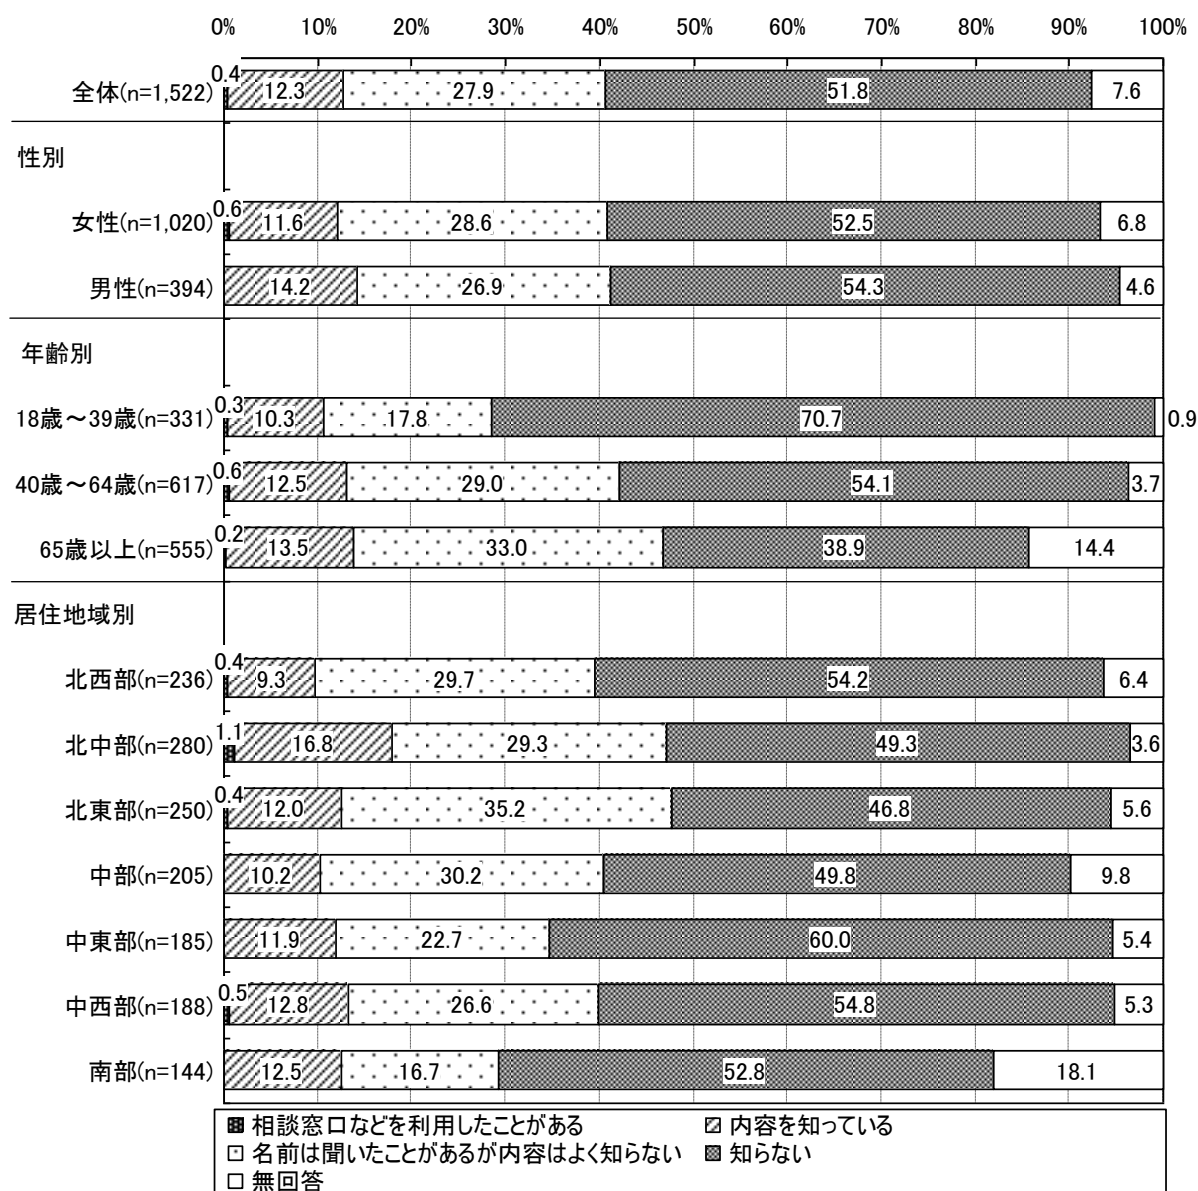 0% 10% 20% 30% 40% 50% 60% 70% 80% 90% 100%
全体(n=1,522) 0.4 12.3 27.9 51.8 7.6
性別
女性(n=1,020) 0.6 11.6 28.6 52.5 6.8
男性(n=394) 14.2 26.9 54.3 4.6
年齢別
18歳～39歳(n=331) 0.3 10.3 17.8 70.7 0.9
40歳～64歳(n=617) 0.6 12.5 29.0 54.1 3.7
65歳以上(n=555) 0.2 13.5 33.0 38.9 14.4
居住地域別
北西部(n=236) 0.4 9.3 29.7 54.2 6.4
北中部(n=280) 1.1 16.8 29.3 49.3 3.6
北東部(n=250) 0.4 12.0 35.2 46.8 5.6
中部(n=205) 10.2 30.2 49.8 9.8
中東部(n=185) 11.9 22.7 60.0 5.4
中西部(n=188) 0.5 12.8 26.6 54.8 5.3
南部(n=144) 12.5 16.7 52.8 18.1
相談窓口などを利用したことがある 内容を知っている
名前は聞いたことがあるが内容はよく知らない 知らない
無回答